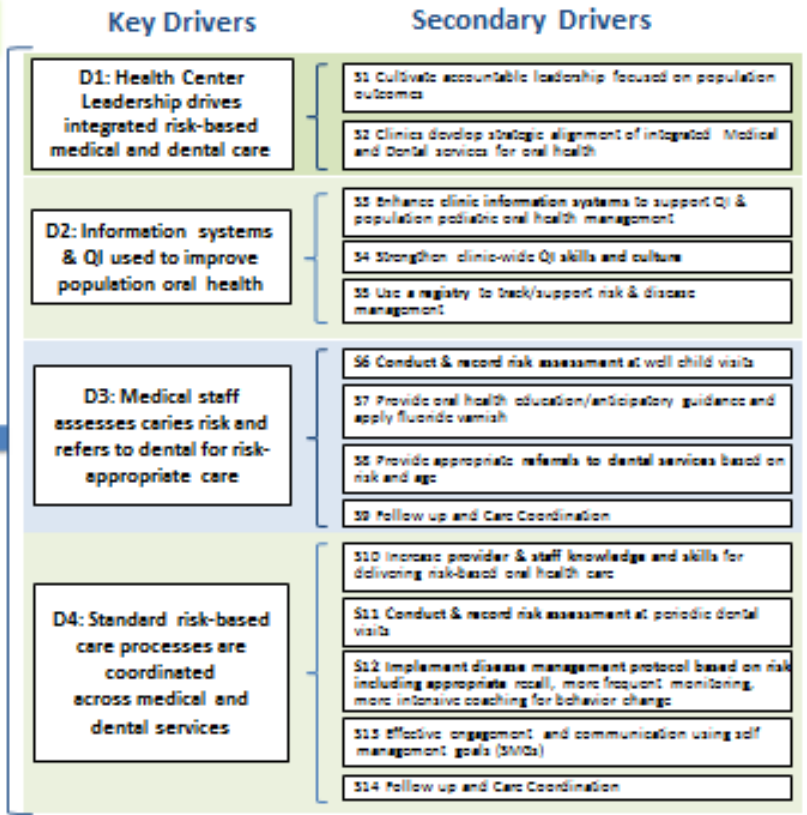 Key Drivers
Secondary Drivers
D1: Health Center
Leadership drives
integrated risk-based
medical and dental care
S1 Cultivate accountable leadership focused on population
outcomes
S2 Clinics develop strategic alignment of integrated Medical
and Dental services for oral health
D2: Information systems
& QI used to improve
population oral health
S3 Enhance clinic information systems to support QI &
population pediatric oral health management
S4 Strengthen clinic-wide QI skills and culture
S5 Use a registry to track/support risk & disease
management
D3: Medical staff
assesses caries risk and
refers to dental for risk-
appropriate care
S6 Conduct & record risk assessment at well child visits
S7 Provide oral health education/anticipatory guidance and
apply fluoride varnish
S8 Provide appropriate referrals to dental services based on
risk and age
S9 Follow up and Care Coordination
D4: Standard risk-based
care processes are
coordinated
across medical and
dental services
S10 Increase provider & staff knowledge and skills for
delivering risk-based oral health care
S11 Conduct & record risk assessment at periodic dental
visits
S12 Implement disease management protocol based on risk
including appropriate recall, more frequent monitoring,
more intensive coaching for behavior change
S13 Effective engagement and communication using self
management goals (SMGs)
S14 Follow up and Care Coordination